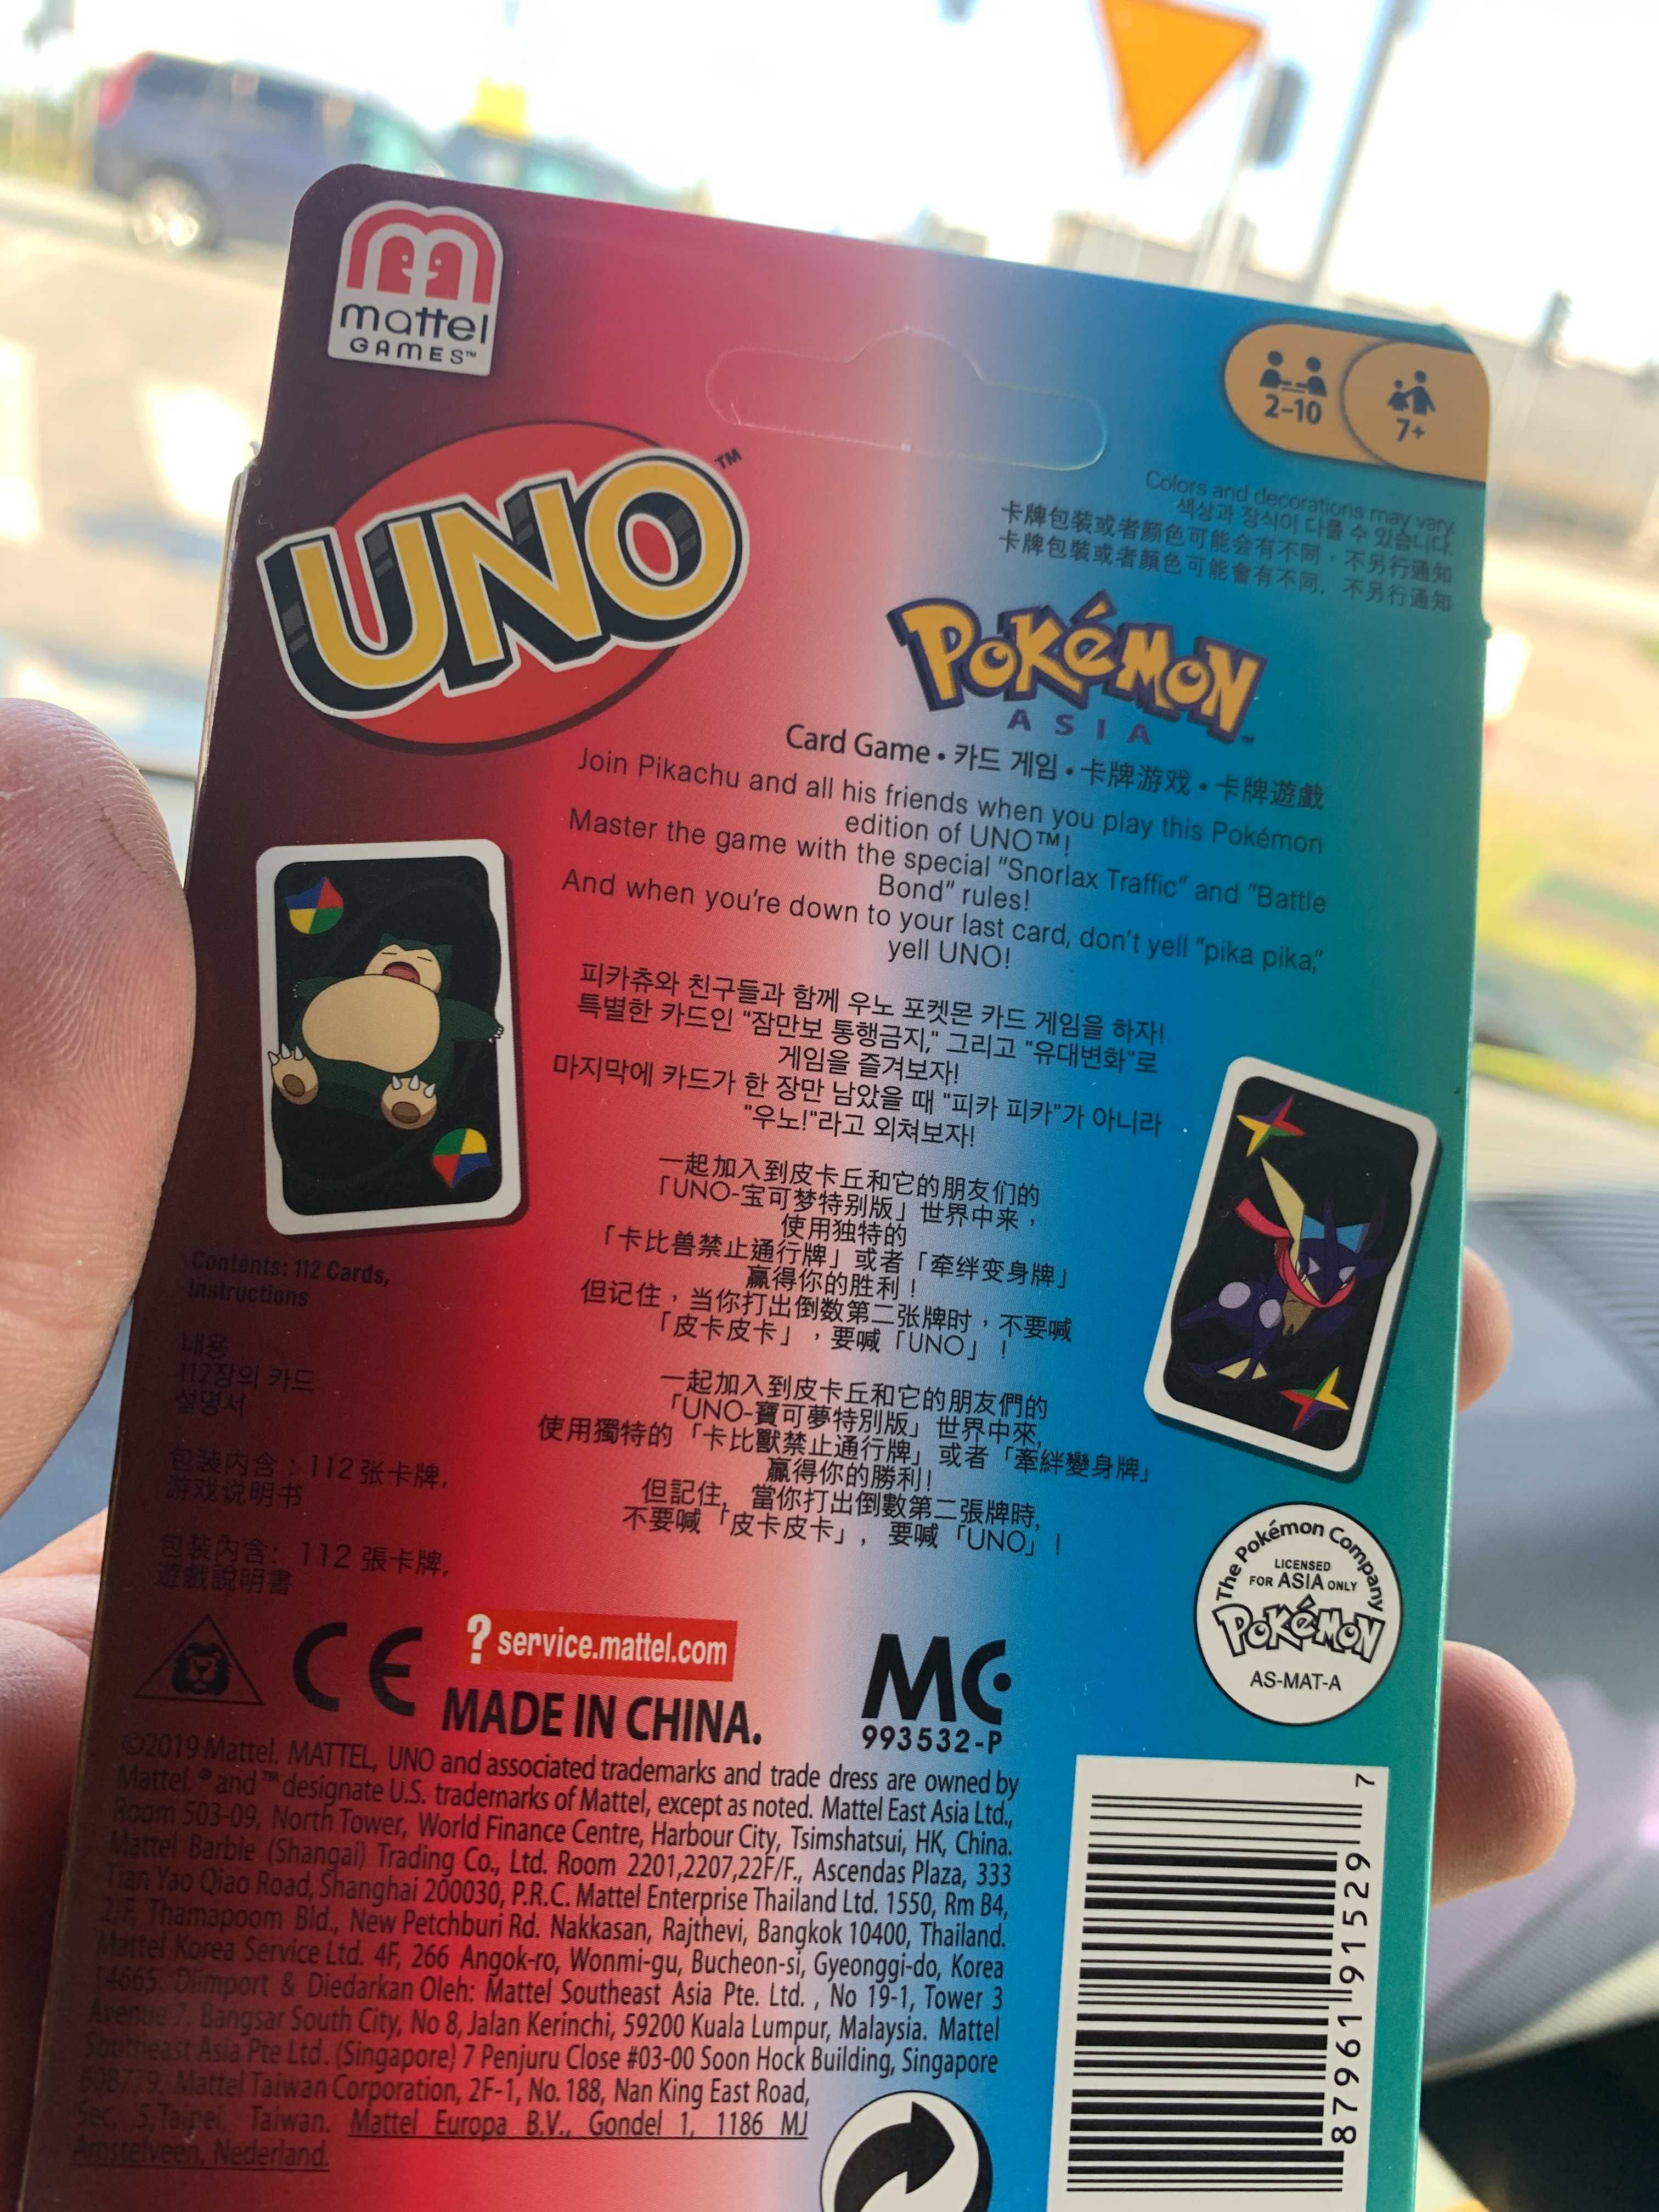 mattel
GAMES™
2-10
7+
UNO™
Colors and decorations may vary.
색상과 장식이 다를 수 있습니다.
卡牌包装或者颜色可能会有不同，不另行通知
卡牌包裝或者顏色可能會有不同，不另行通知
POKéMON™
ASIA
Card Game • 카드 게임 • 卡牌游戏 • 卡牌遊戲
Join Pikachu and all his friends when you play this Pokémon
edition of UNO™!
Master the game with the special "Snorlax Traffic" and "Battle
Bond" rules!
And when you're down to your last card, don't yell "pika pika,"
yell UNO!
피카츄와 친구들과 함께 우노 포켓몬 카드 게임을 하자!
특별한 카드인 "잠만보 통행금지," 그리고 "유대변화"로
게임을 즐겨보자!
마지막에 카드가 한 장만 남았을 때 "피카 피카"가 아니라
"우노!"라고 외쳐보자!
一起加入到皮卡丘和它的朋友们的
「UNO-宝可梦特别版」世界中来，
使用独特的
「卡比兽禁止通行牌」或者「牵绊变身牌」
赢得你的胜利！
但记住，当你打出倒数第二张牌时，不要喊
「皮卡皮卡」，要喊「UNO」！
一起加入到皮卡丘和它的朋友們的
「UNO-寶可夢特別版」世界中來，
使用獨特的「卡比獸禁止通行牌」或者「牽絆變身牌」
贏得你的勝利！
但記住，當你打出倒數第二張牌時，
不要喊「皮卡皮卡」，要喊「UNO」！
Contents: 112 Cards,
Instructions
내용
112장의 카드
설명서
包装内含：112张卡牌,
游戏说明书
包裝內含：112 張卡牌,
遊戲說明書
The Pokémon Company
LICENSED
FOR ASIA ONLY
POKéMON
AS-MAT-A
CE
? service.mattel.com
MADE IN CHINA.
MC
993532-P
©2019 Mattel. MATTEL, UNO and associated trademarks and trade dress are owned by
Mattel. ® and ™ designate U.S. trademarks of Mattel, except as noted. Mattel East Asia Ltd.,
Room 503-09, North Tower, World Finance Centre, Harbour City, Tsimshatsui, HK, China.
Mattel Barbie (Shangai) Trading Co., Ltd. Room 2201,2207,22F/F., Ascendas Plaza, 333
Tian Yao Qiao Road, Shanghai 200030, P.R.C. Mattel Enterprise Thailand Ltd. 1550, Rm B4,
2/F, Thamapoom Bld., New Petchburi Rd. Nakkasan, Rajthevi, Bangkok 10400, Thailand.
Mattel Korea Service Ltd. 4F, 266 Angok-ro, Wonmi-gu, Bucheon-si, Gyeonggi-do, Korea
14665. Diimport & Diedarkan Oleh: Mattel Southeast Asia Pte. Ltd. , No 19-1, Tower 3
Avenue 7, Bangsar South City, No 8, Jalan Kerinchi, 59200 Kuala Lumpur, Malaysia. Mattel
Southeast Asia Pte Ltd. (Singapore) 7 Penjuru Close #03-00 Soon Hock Building, Singapore
608779. Mattel Taiwan Corporation, 2F-1, No. 188, Nan King East Road,
Sec. 5,Taipei, Taiwan. Mattel Europa B.V., Gondel 1, 1186 MJ
Amstelveen, Nederland.
8 79619 91529 7